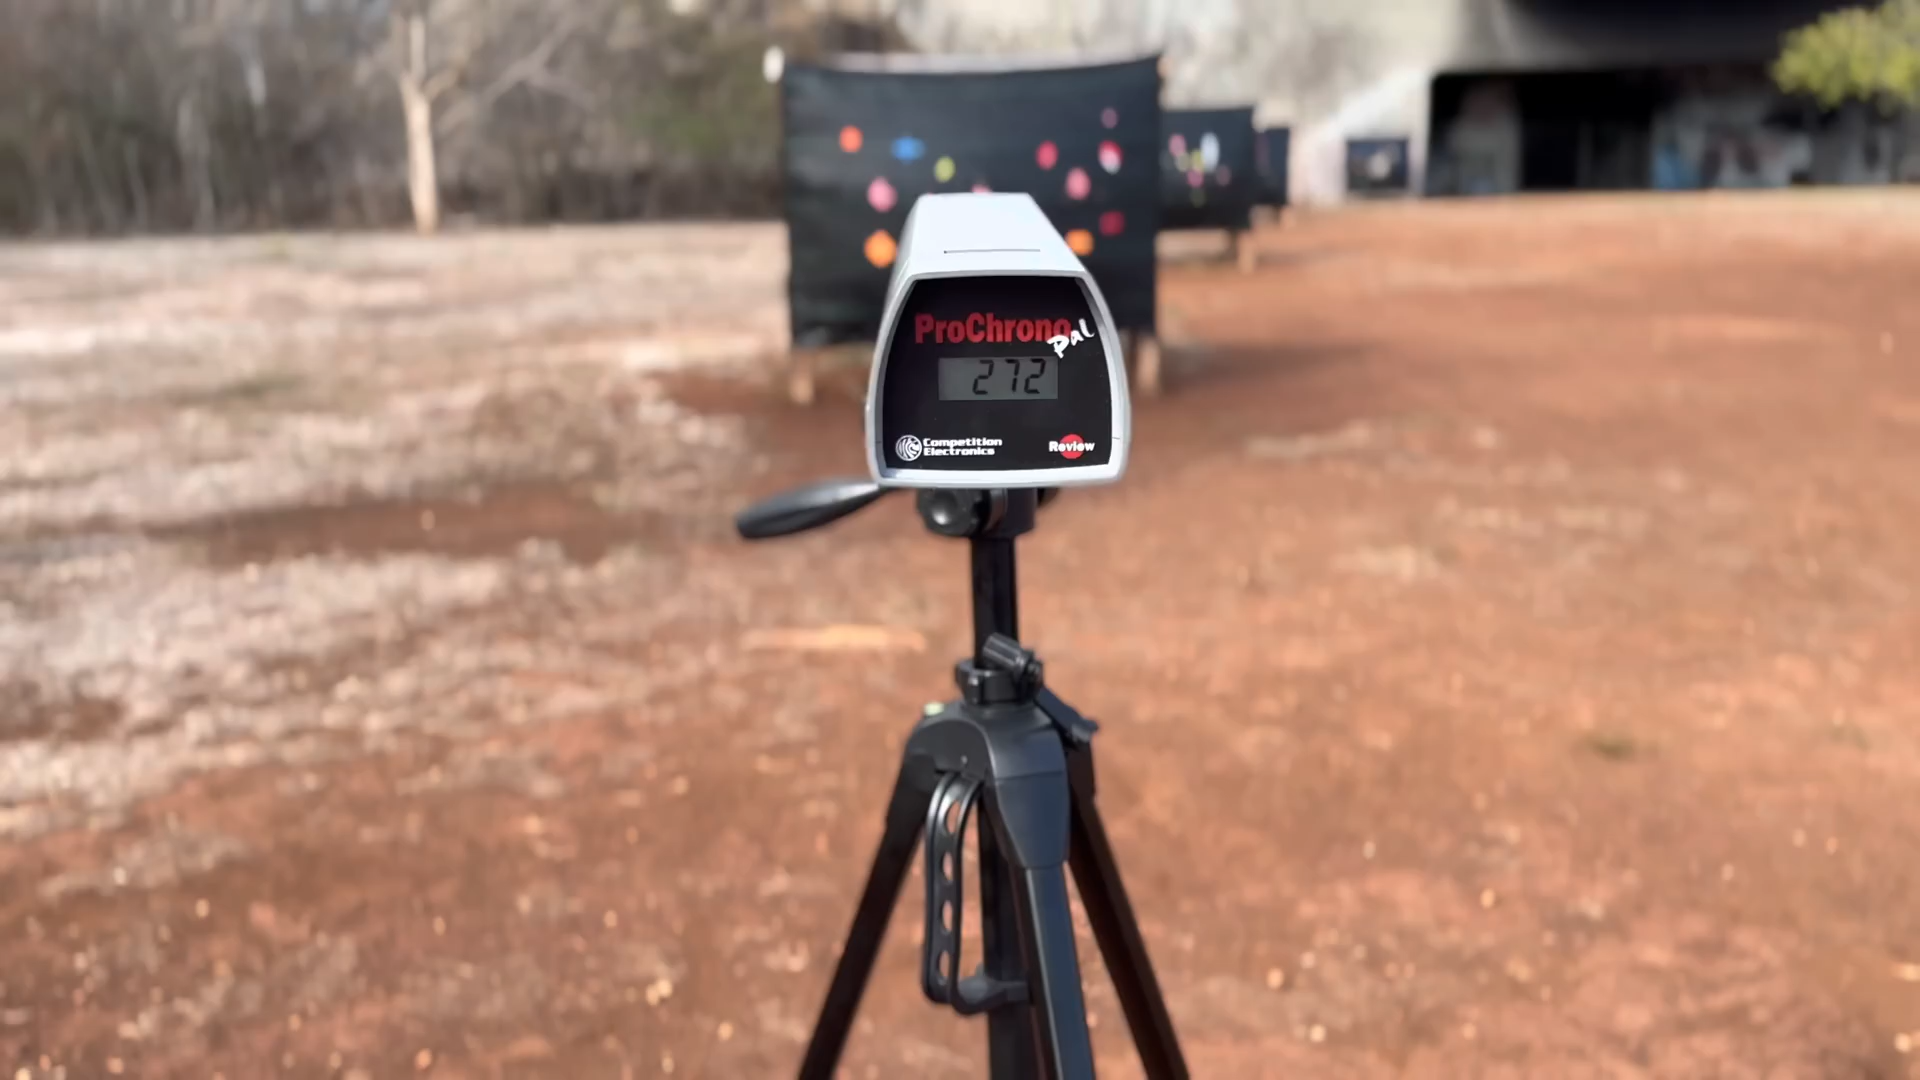 ProChrono
Pal
272
Competition
Electronics
Review